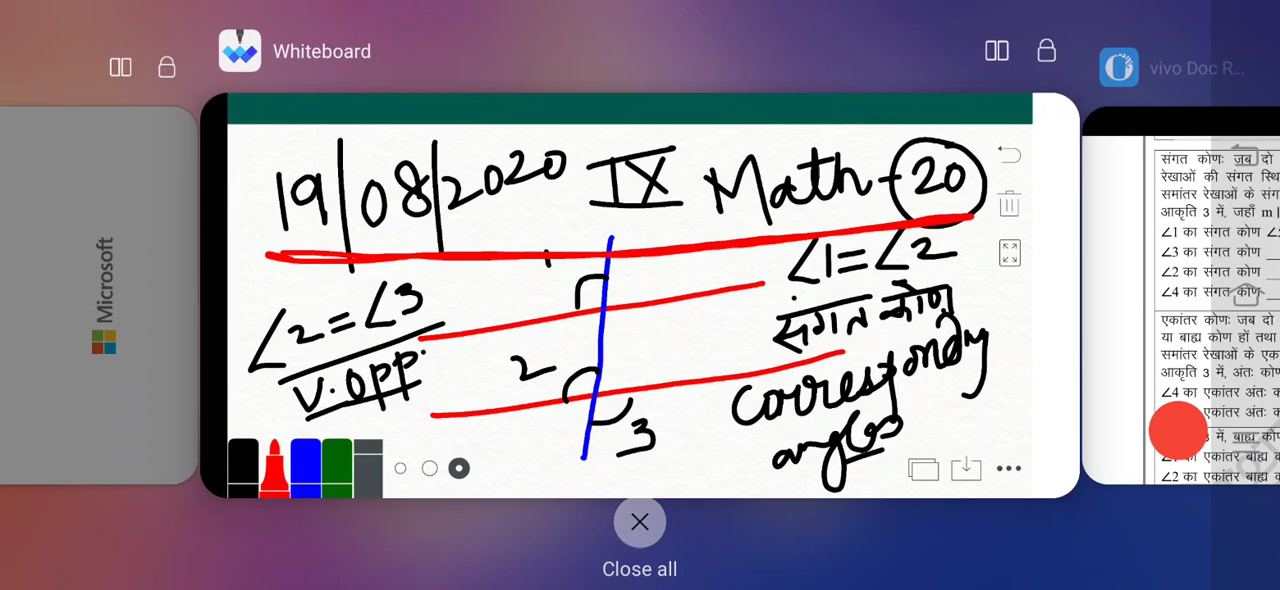 Whiteboard
vivo Doc R...
Microsoft
19/08/2020 IX Math-20
∠1=∠2
संगत कोण
corresponding
angles
∠2=∠3
V.opp.
1
2
3
संगत कोण: जब दो
रेखाओं की संगत स्थि
समांतर रेखाओं के संग
आकृति 3 में, जहाँ m l
∠1 का संगत कोण ∠
∠3 का संगत कोण
∠2 का संगत कोण
∠4 का संगत कोण
एकांतर कोण: जब दो
या बाह्य कोण हों तथा
समांतर रेखाओं के एक
आकृति 3 में, अंतः कोण
∠4 का एकांतर अंतः क
एकांतर अंतः क
3 में, बाह्य को
का एकांतर बाह्य
∠2 का एकांतर बाह्य
Close all